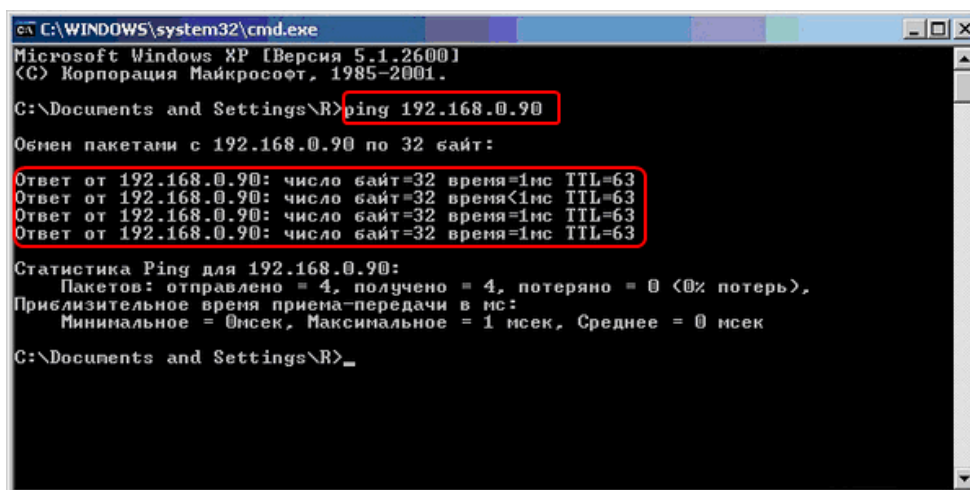 C:\WINDOWS\system32\cmd.exe
Microsoft Windows XP [Версия 5.1.2600]
(C) Корпорация Майкрософт, 1985-2001.
C:\Documents and Settings\R>ping 192.168.0.90
Обмен пакетами с 192.168.0.90 по 32 байт:
Ответ от 192.168.0.90: число байт=32 время=1мс TTL=63
Ответ от 192.168.0.90: число байт=32 время<1мс TTL=63
Ответ от 192.168.0.90: число байт=32 время=1мс TTL=63
Ответ от 192.168.0.90: число байт=32 время=1мс TTL=63
Статистика Ping для 192.168.0.90:
Пакетов: отправлено = 4, получено = 4, потеряно = 0 (0% потерь),
Приблизительное время приема-передачи в мс:
Минимальное = 0мсек, Максимальное = 1 мсек, Среднее = 0 мсек
C:\Documents and Settings\R>_